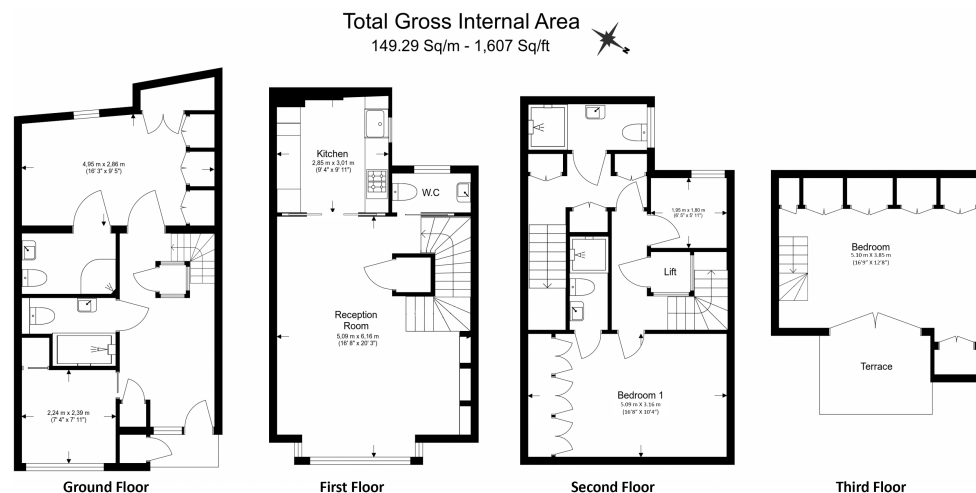 Total Gross Internal Area
149.29 Sq/m - 1,607 Sq/ft
N
4,95 m x 2,86 m
(16' 3" x 9' 5")
2,24 m x 2,39 m
(7' 4" x 7' 11")
Ground Floor
Kitchen
2,85 m x 3,01 m
(9' 4" x 9' 11")
W.C
Reception
Room
5,09 m x 6,16 m
(16' 8" x 20' 3")
First Floor
1,95 m x 1,80 m
(6' 5" x 5' 11")
Lift
Bedroom 1
5.09 m X 3.16 m
(16'8" X 10'4")
Second Floor
Bedroom
5.10 m X 3.85 m
(16'9" X 12'8")
Terrace
Third Floor